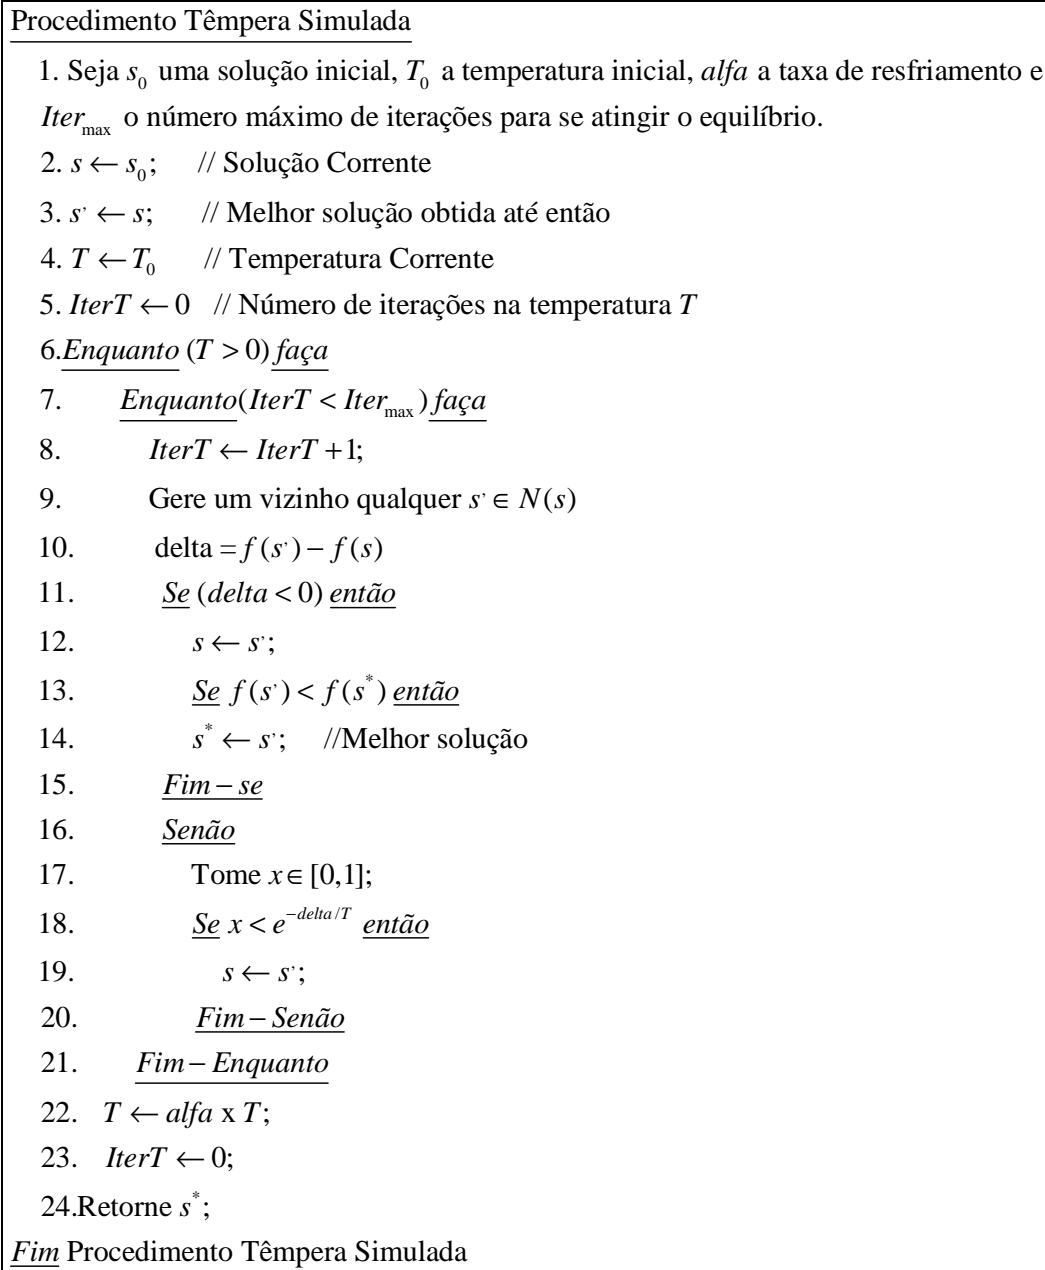 Procedimento Têmpera Simulada
1. Seja s₀ uma solução inicial, T₀ a temperatura inicial, alfa a taxa de resfriamento e
Iter_max o número máximo de iterações para se atingir o equilíbrio.
2. s ← s₀; // Solução Corrente
3. s’ ← s; // Melhor solução obtida até então
4. T ← T₀ // Temperatura Corrente
5. IterT ← 0 // Número de iterações na temperatura T
6.Enquanto (T > 0) faça
7. Enquanto(IterT < Iter_max) faça
8. IterT ← IterT +1;
9. Gere um vizinho qualquer s’ ∈ N(s)
10. delta = f(s’) − f(s)
11. Se (delta < 0) então
12. s ← s’;
13. Se f(s’) < f(s*) então
14. s* ← s’; //Melhor solução
15. Fim − se
16. Senão
17. Tome x ∈ [0,1];
18. Se x < e^(−delta/T) então
19. s ← s’;
20. Fim − Senão
21. Fim − Enquanto
22. T ← alfa x T;
23. IterT ← 0;
24.Retorne s*;
Fim Procedimento Têmpera Simulada